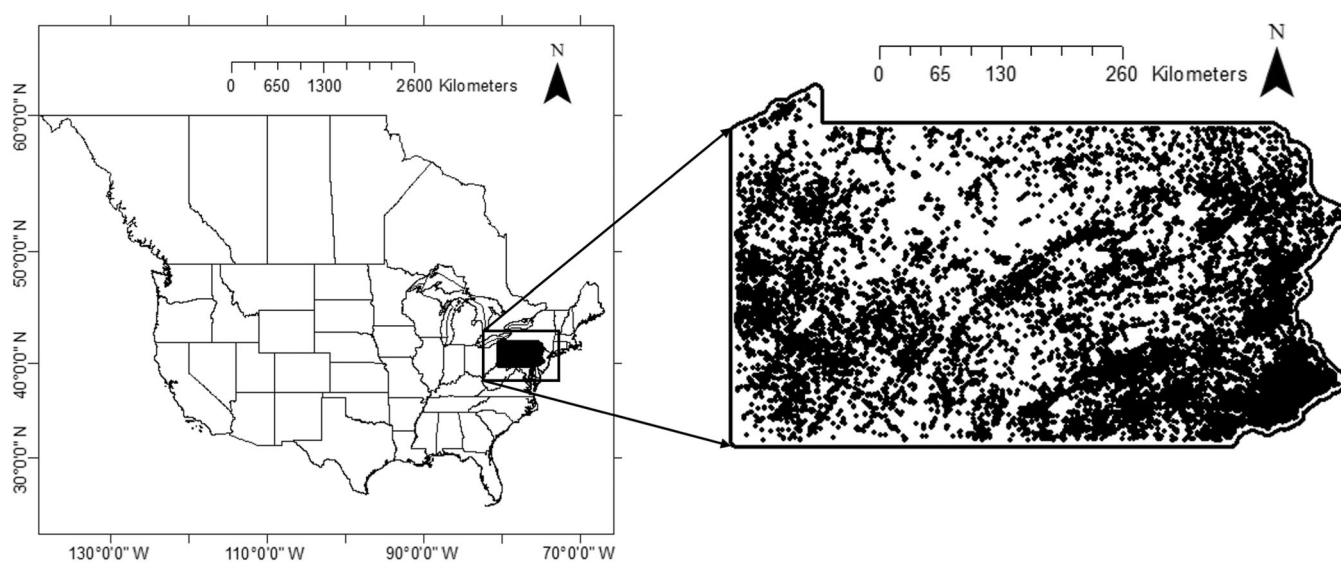 N
0 650 1300 2600 Kilometers
60°0'0" N
50°0'0" N
40°0'0" N
30°0'0" N
130°0'0" W 110°0'0" W 90°0'0" W 70°0'0" W
N
0 65 130 260 Kilometers